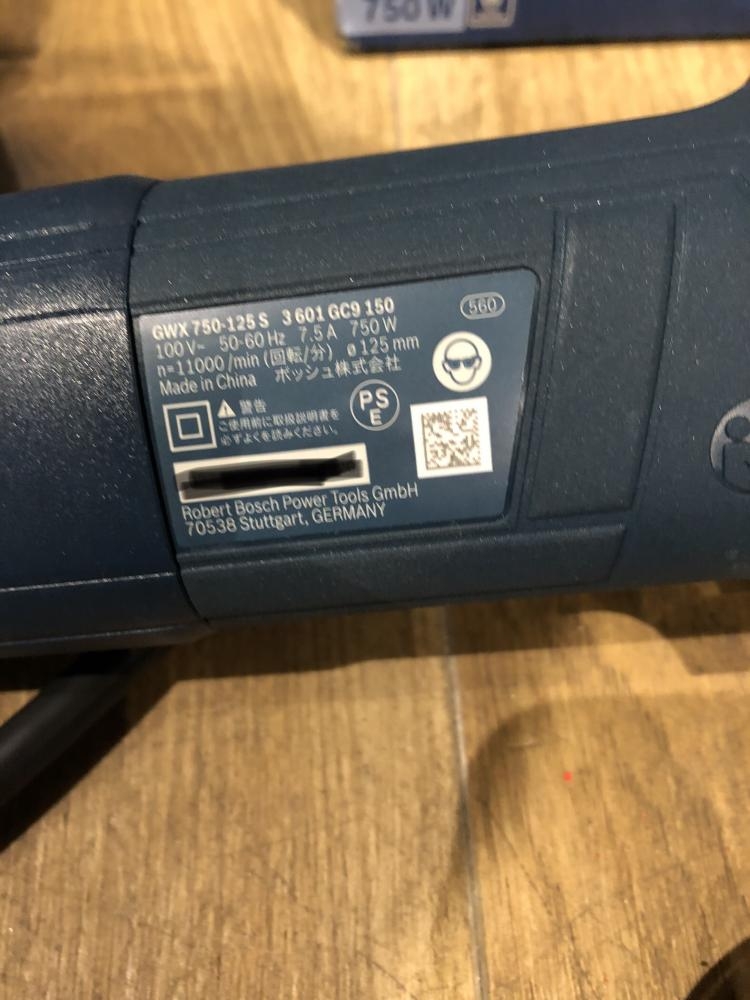 750 W
GWX 750-125 S 3 601 GC9 150
560
100 V~ 50-60 Hz 7.5 A 750 W
n=11000 /min (回転/分) ø 125 mm
Made in China ボッシュ株式会社
警告
ご使用前に取扱説明書を
必ずよくを読みください。
PS
E
Robert Bosch Power Tools GmbH
70538 Stuttgart, GERMANY